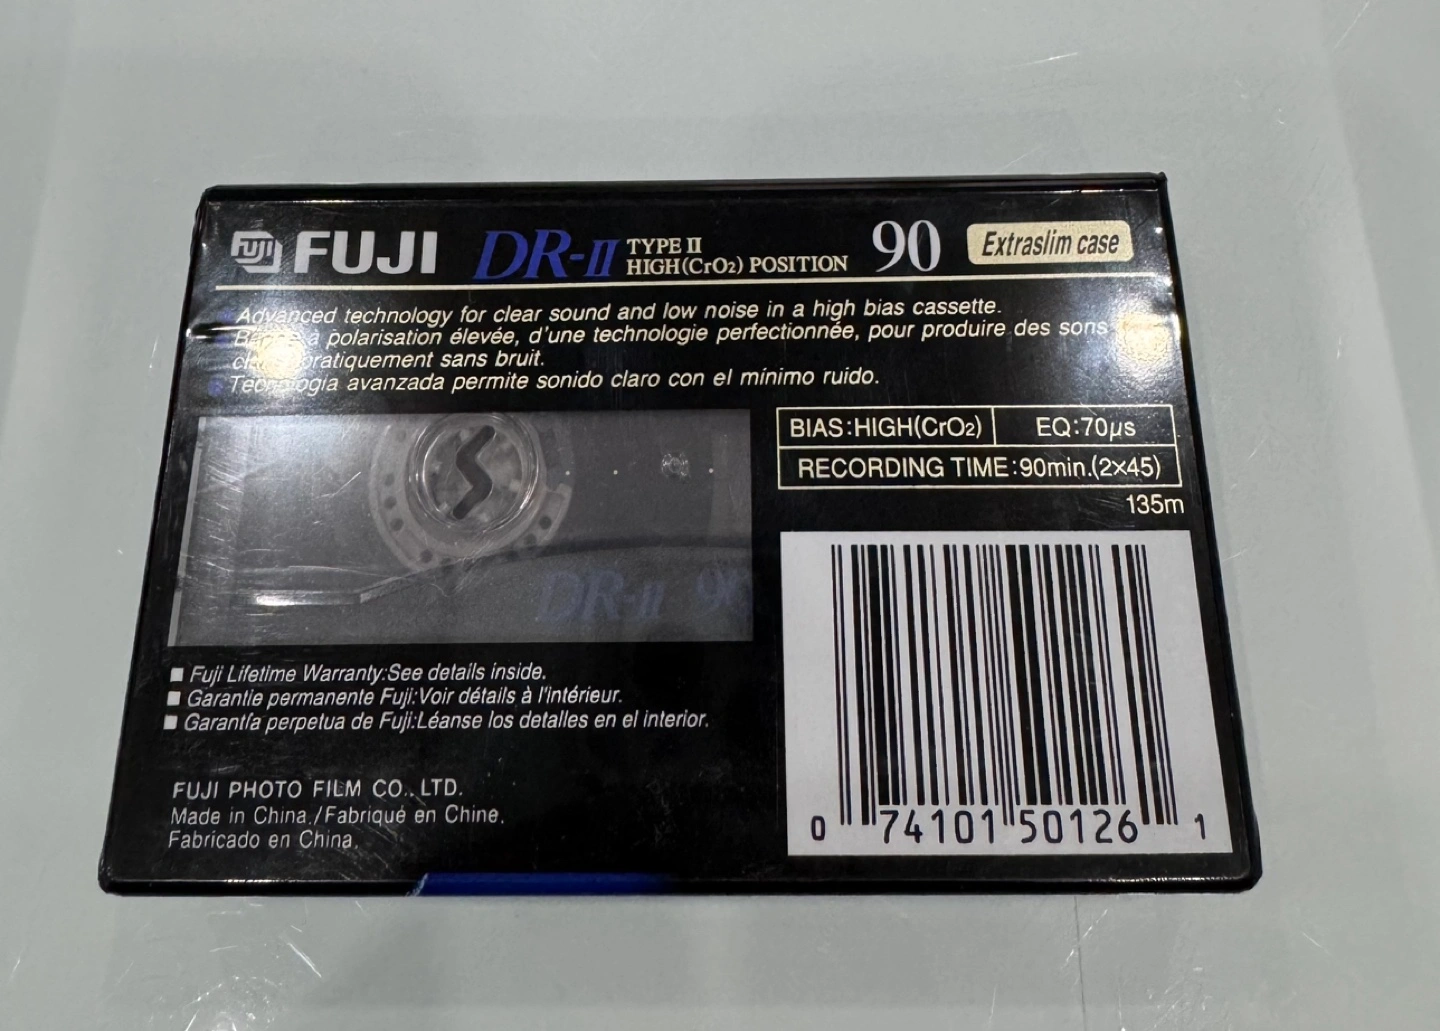 FUJI FUJI DR-II TYPE II HIGH(CrO2) POSITION 90 Extraslim case
Advanced technology for clear sound and low noise in a high bias cassette.
à polarisation élevée, d'une technologie perfectionnée, pour produire des sons
pratiquement sans bruit.
Tecnologia avanzada permite sonido claro con el mínimo ruido.
BIAS:HIGH(CrO2) EQ:70µs
RECORDING TIME:90min.(2×45)
135m
DR-II 90
Fuji Lifetime Warranty:See details inside.
Garantie permanente Fuji:Voir détails à l'intérieur.
Garantía perpetua de Fuji:Léanse los detalles en el interior.
FUJI PHOTO FILM CO., LTD.
Made in China./Fabriqué en Chine.
Fabricado en China.
0 74101 50126 1